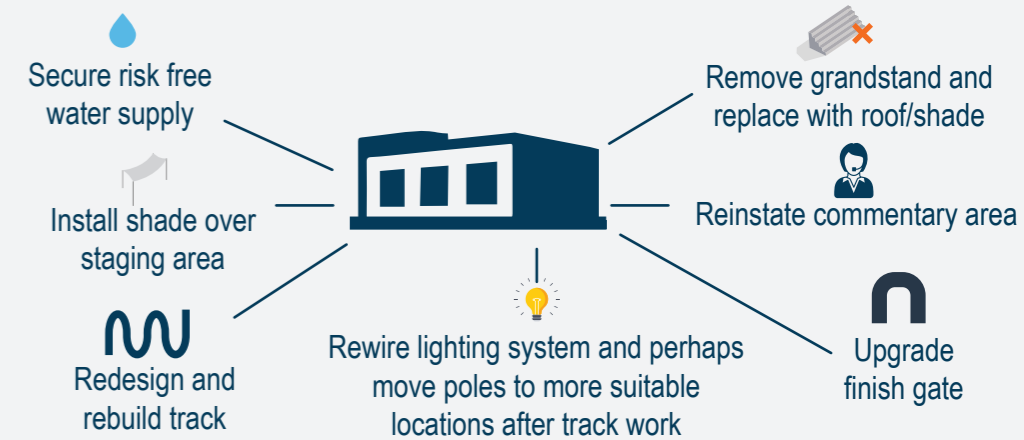 Secure risk free
water supply
Install shade over
staging area
Redesign and
rebuild track
Rewire lighting system and perhaps
move poles to more suitable
locations after track work
Remove grandstand and
replace with roof/shade
Reinstate commentary area
Upgrade
finish gate